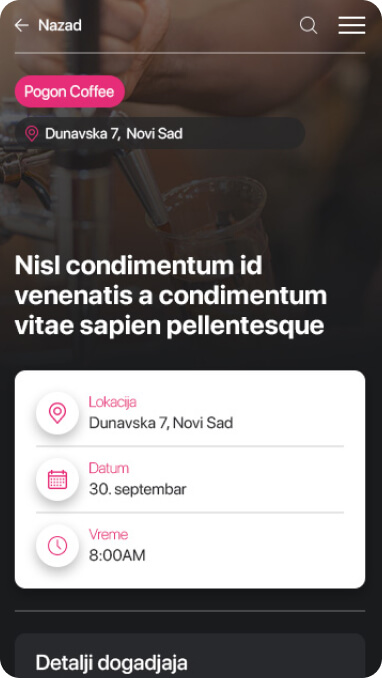 Nazad
Pogon Coffee
Dunavska 7, Novi Sad
Nisl condimentum id
venenatis a condimentum
vitae sapien pellentesque
Lokacija
Dunavska 7, Novi Sad
Datum
30. septembar
Vreme
8:00AM
Detalji dogadjaja